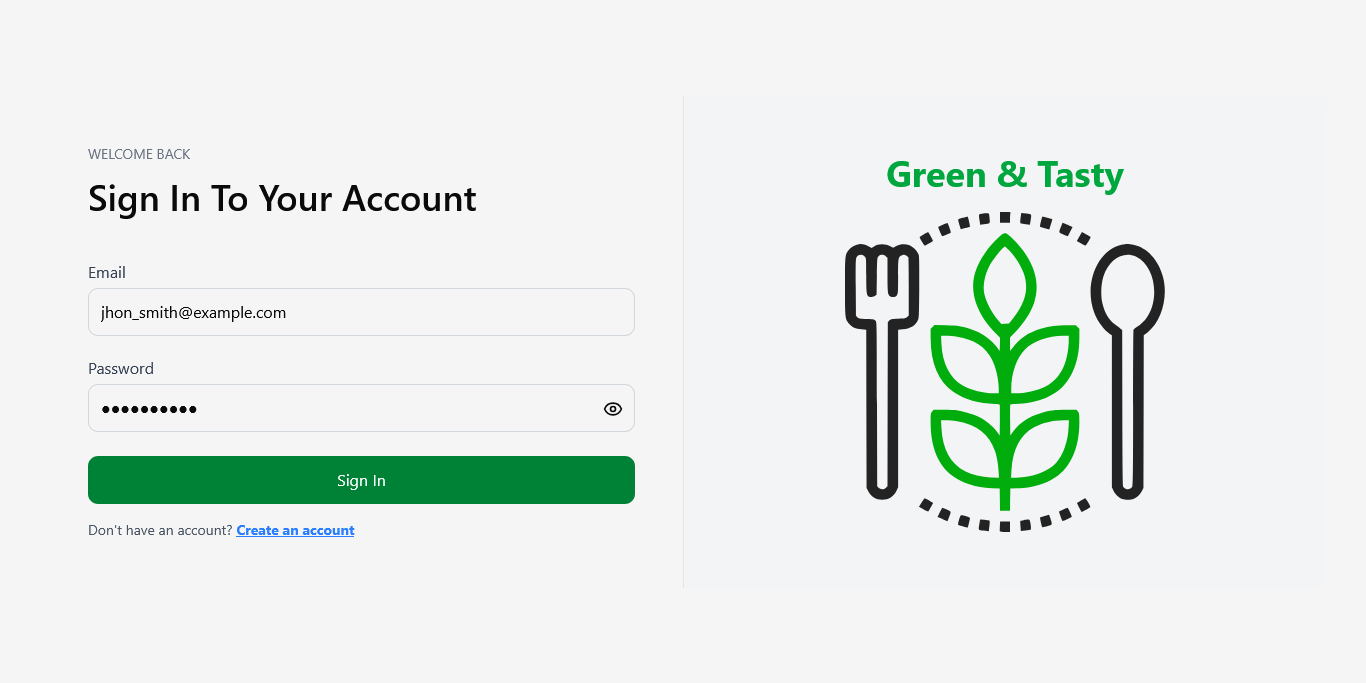 WELCOME BACK
Sign In To Your Account
Email
jhon_smith@example.com
Password
••••••••••
Sign In
Don't have an account? Create an account
Green & Tasty